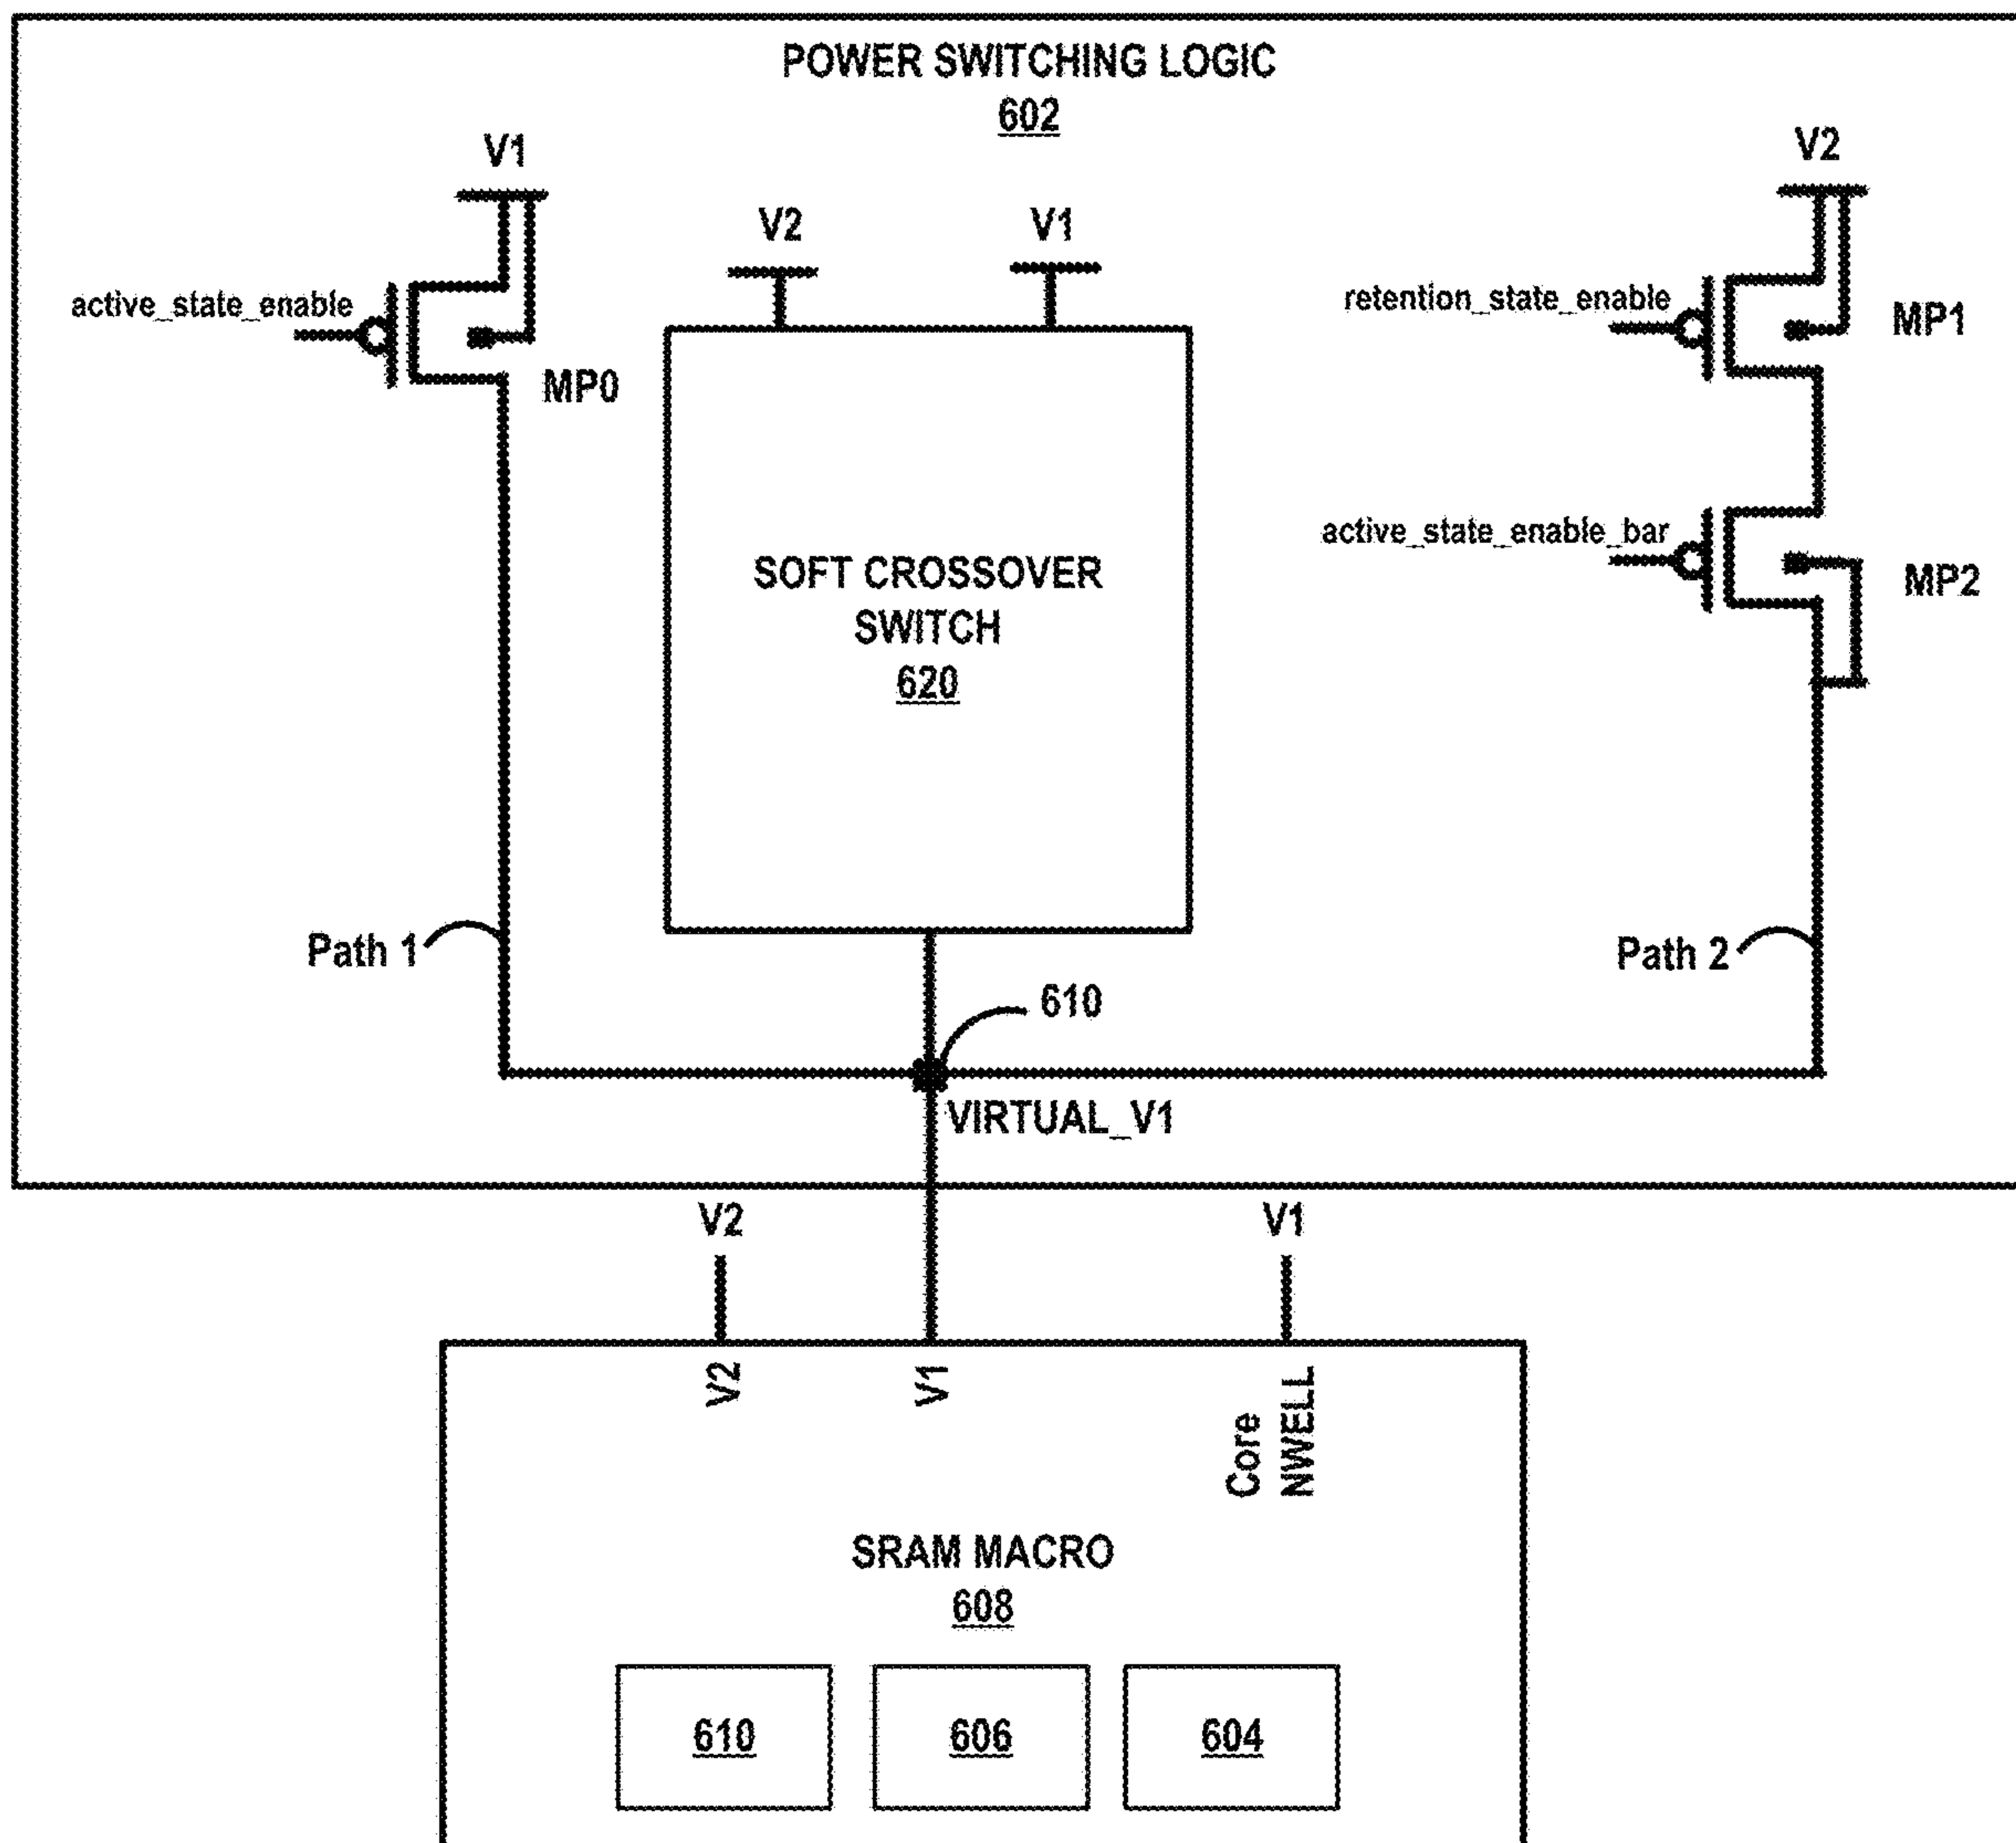 POWER SWITCHING LOGIC
602
V1
V2
V2
V1
active_state_enable
MP0
retention_state_enable
MP1
active_state_enable_bar
MP2
SOFT CROSSOVER
SWITCH
620
Path 1
Path 2
610
VIRTUAL_V1
V2
V1
V2
V1
Core
NWELL
SRAM MACRO
608
610
606
604